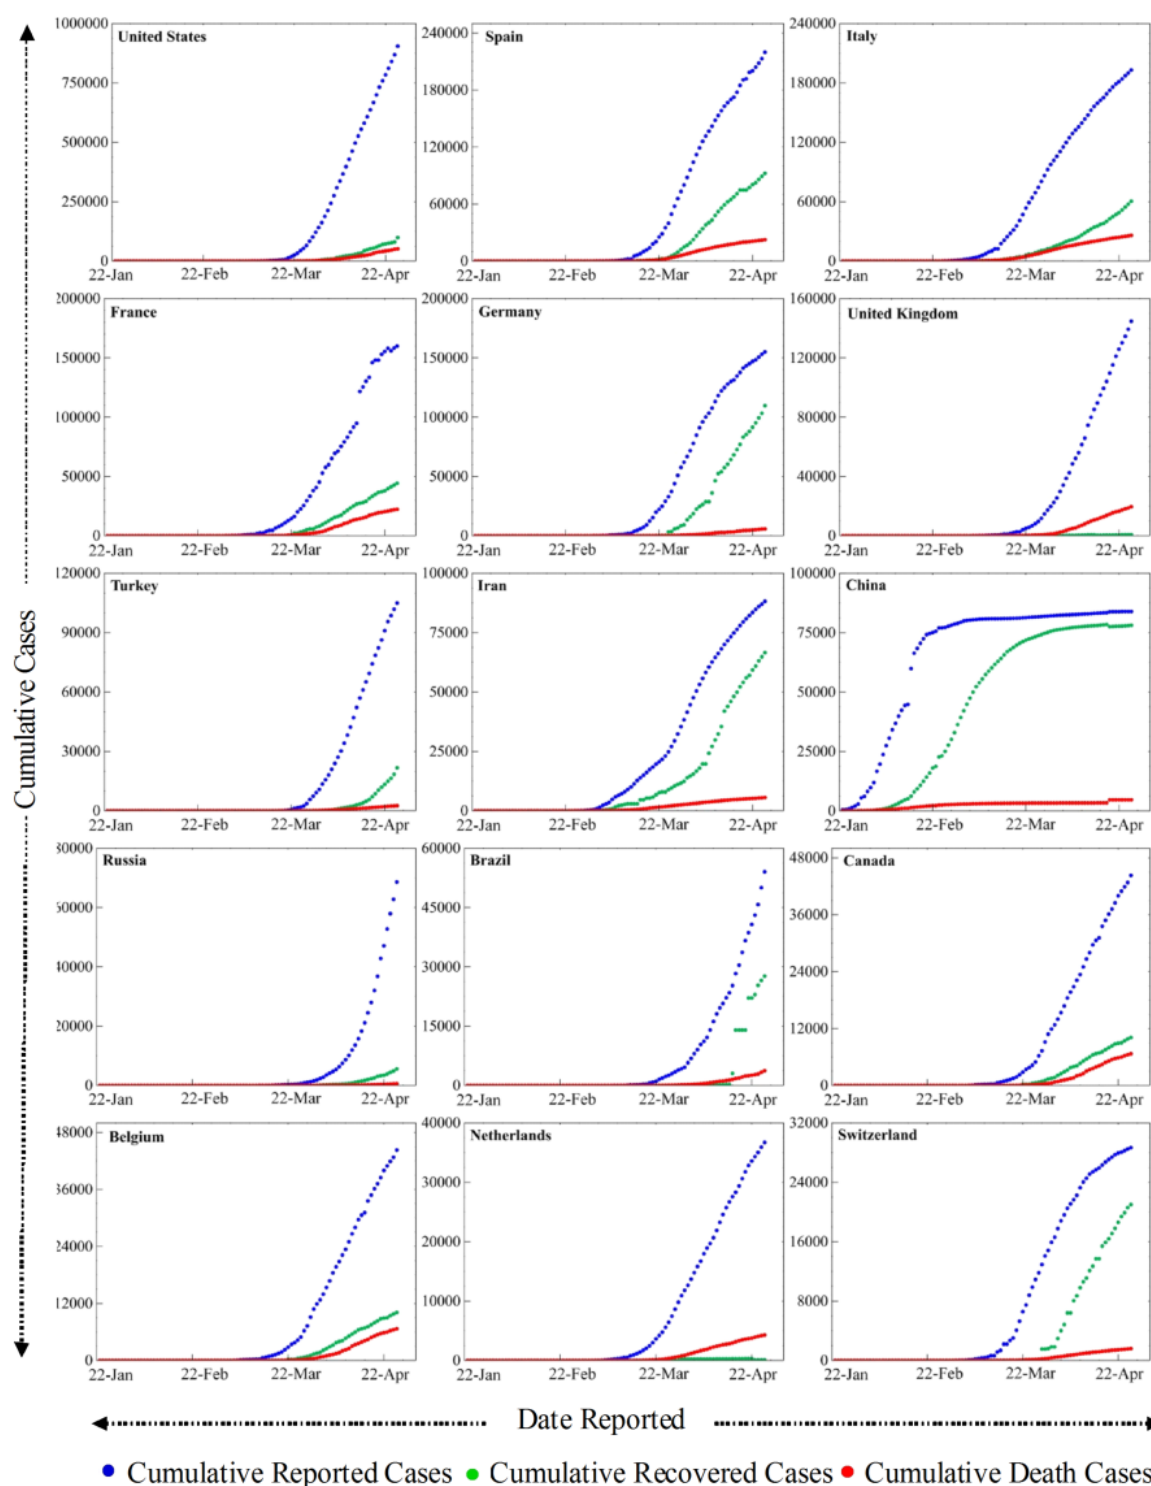 Cumulative Cases
United States
1000000
750000
500000
250000
0
22-Jan 22-Feb 22-Mar 22-Apr
Spain
240000
180000
120000
60000
0
22-Jan 22-Feb 22-Mar 22-Apr
Italy
240000
180000
120000
60000
0
22-Jan 22-Feb 22-Mar 22-Apr
France
200000
150000
100000
50000
0
22-Jan 22-Feb 22-Mar 22-Apr
Germany
200000
150000
100000
50000
0
22-Jan 22-Feb 22-Mar 22-Apr
United Kingdom
160000
120000
80000
40000
0
22-Jan 22-Feb 22-Mar 22-Apr
Turkey
120000
90000
60000
30000
0
22-Jan 22-Feb 22-Mar 22-Apr
Iran
100000
75000
50000
25000
0
22-Jan 22-Feb 22-Mar 22-Apr
China
100000
75000
50000
25000
0
22-Jan 22-Feb 22-Mar 22-Apr
Russia
80000
60000
40000
20000
0
22-Jan 22-Feb 22-Mar 22-Apr
Brazil
60000
45000
30000
15000
0
22-Jan 22-Feb 22-Mar 22-Apr
Canada
48000
36000
24000
12000
0
22-Jan 22-Feb 22-Mar 22-Apr
Belgium
48000
36000
24000
12000
0
22-Jan 22-Feb 22-Mar 22-Apr
Netherlands
40000
30000
20000
10000
0
22-Jan 22-Feb 22-Mar 22-Apr
Switzerland
32000
24000
16000
8000
0
22-Jan 22-Feb 22-Mar 22-Apr
Date Reported
Cumulative Reported Cases Cumulative Recovered Cases Cumulative Death Cases